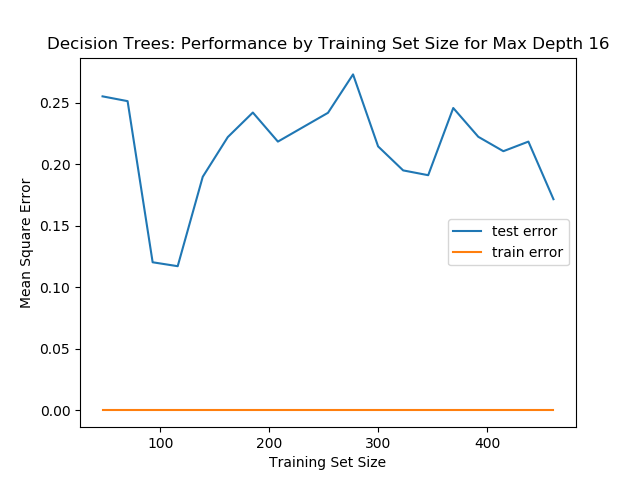 Decision Trees: Performance by Training Set Size for Max Depth 16
Mean Square Error
0.25
0.20
0.15
0.10
0.05
0.00
test error
train error
100
200
300
400
Training Set Size